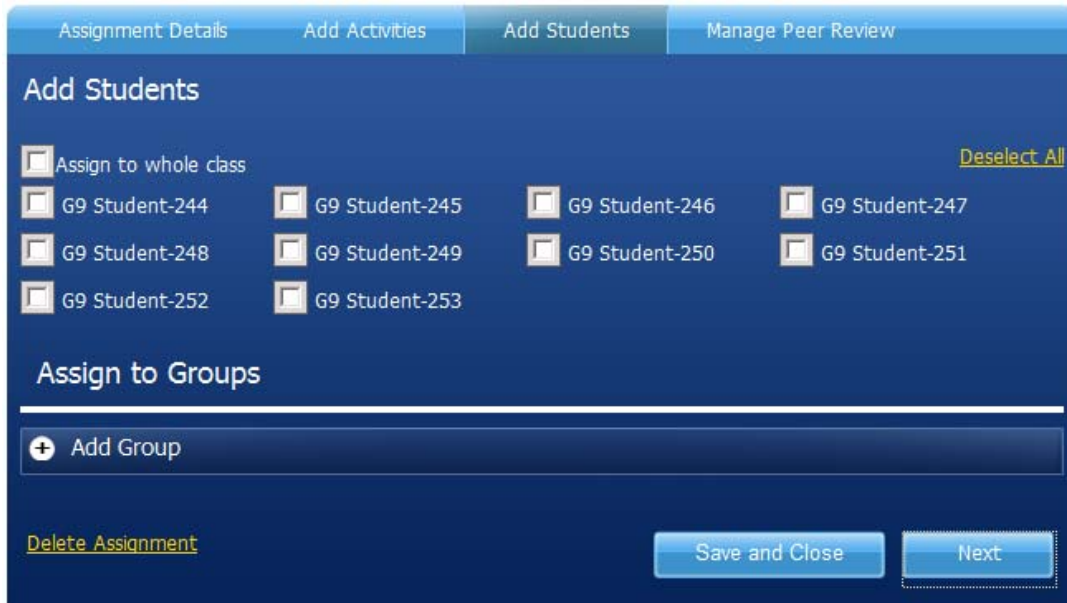 Assignment Details Add Activities Add Students Manage Peer Review
Add Students
Assign to whole class Deselect All
G9 Student-244 G9 Student-245 G9 Student-246 G9 Student-247
G9 Student-248 G9 Student-249 G9 Student-250 G9 Student-251
G9 Student-252 G9 Student-253
Assign to Groups
Add Group
Delete Assignment Save and Close Next